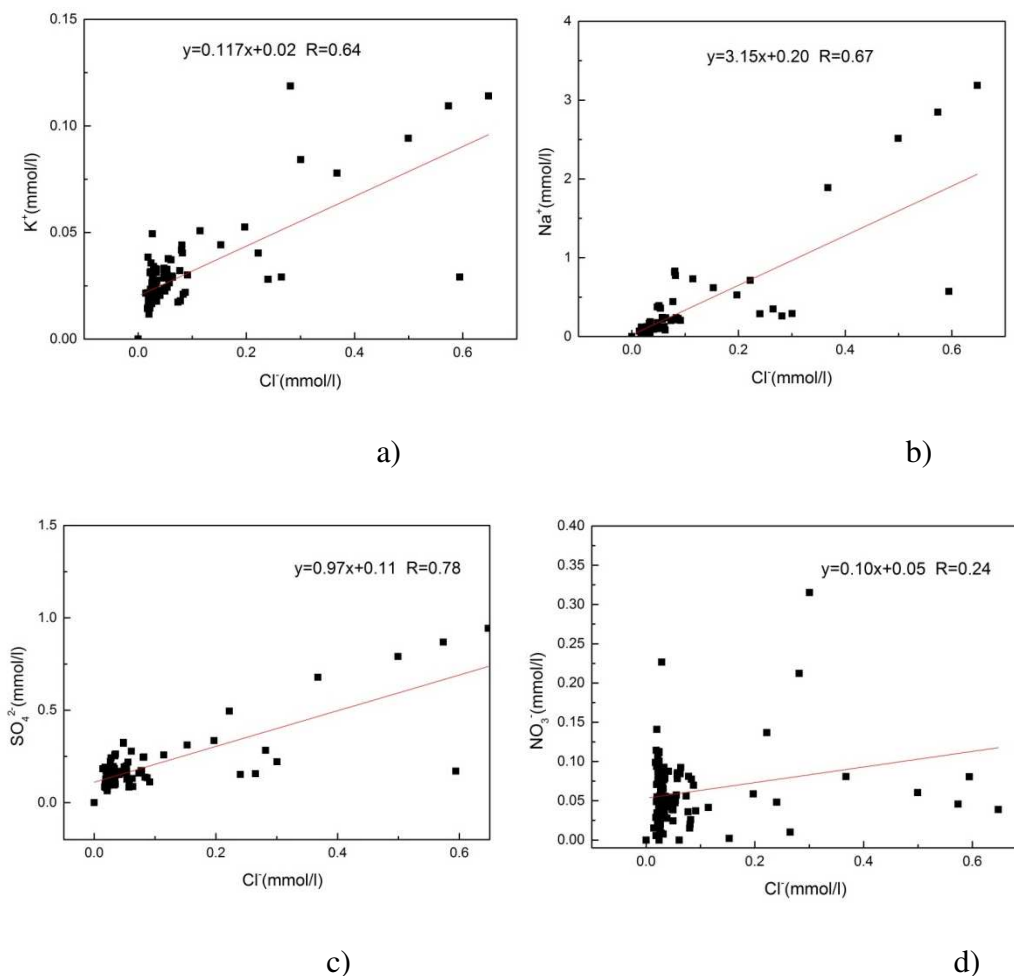 y=0.117x+0.02 R=0.64
0.15
0.10
0.05
0.00
K⁺(mmol/l)
0.0 0.2 0.4 0.6
Cl⁻(mmol/l)
a)
y=3.15x+0.20 R=0.67
4
3
2
1
0
Na⁺(mmol/l)
0.0 0.2 0.4 0.6
Cl⁻(mmol/l)
b)
y=0.97x+0.11 R=0.78
1.5
1.0
0.5
0.0
SO₄²⁻(mmol/l)
0.0 0.2 0.4 0.6
Cl⁻(mmol/l)
c)
y=0.10x+0.05 R=0.24
0.40
0.35
0.30
0.25
0.20
0.15
0.10
0.05
0.00
NO₃⁻(mmol/l)
0.0 0.2 0.4 0.6
Cl⁻(mmol/l)
d)